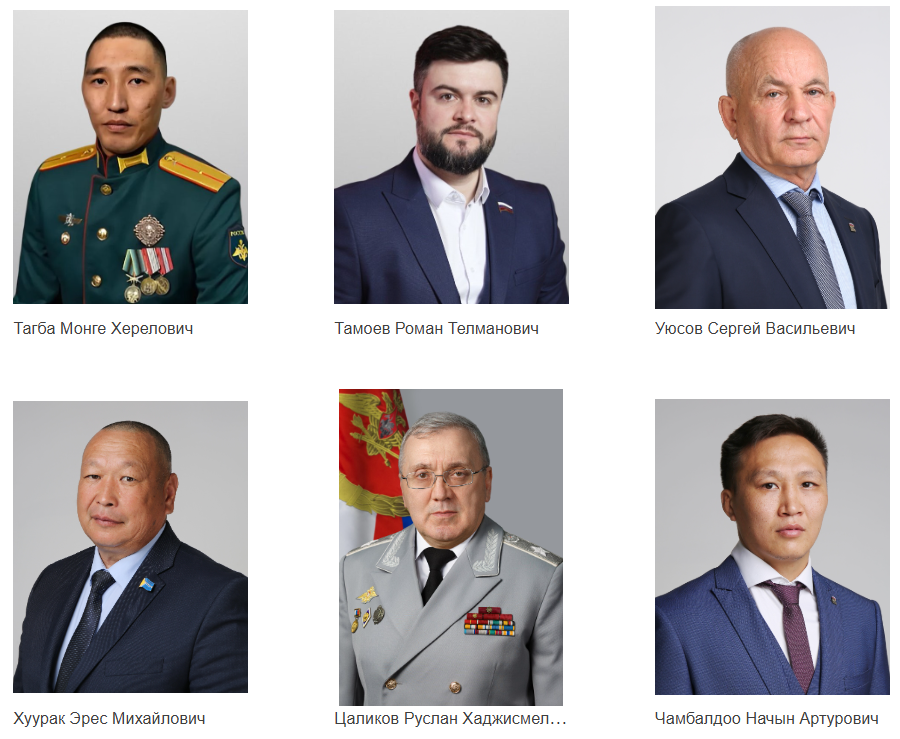 Тагба Монге Херелович
Тамоев Роман Телманович
Уюсов Сергей Васильевич
Хуурак Эрес Михайлович
Цаликов Руслан Хаджисмел…
Чамбалдоо Начын Артурович